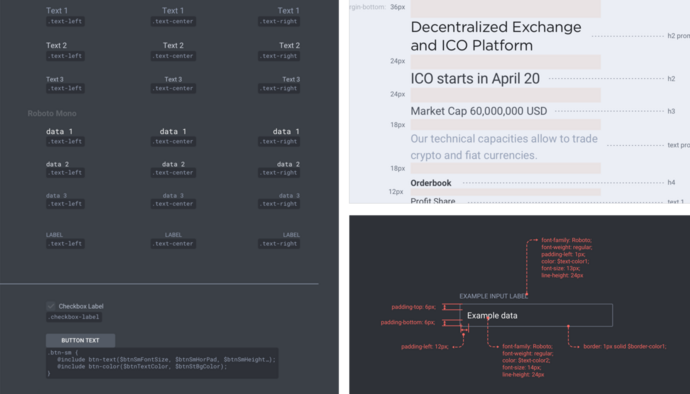 Text 1 Text 1 Text 1
.text-left .text-center .text-right
Text 2 Text 2 Text 2
.text-left .text-center .text-right
Text 3 Text 3 Text 3
.text-left .text-center .text-right
Roboto Mono
data 1 data 1 data 1
.text-left .text-center .text-right
data 2 data 2 data 2
.text-left .text-center .text-right
data 3 data 3 data 3
.text-left .text-center .text-right
LABEL LABEL LABEL
.text-left .text-center .text-right
Checkbox Label
.checkbox-label
BUTTON TEXT
.btn-sm {
@include btn-text($btnSmFontSize, $btnSmHorPad, $btnSmHeight,…);
@include btn-color($btnTextColor, $btnStBgColor);
}
rgin-bottom: 36px
Decentralized Exchange
and ICO Platform
h2 prom
24px
ICO starts in April 20
h2
24px
Market Cap 60,000,000 USD
h3
18px
Our technical capacities allow to trade
crypto and fiat currencies.
text pro
18px
Orderbook
h4
12px
Profit Share
text 1
font-family: Roboto;
font-weight: regular;
padding-left: 1px;
color: $text-color1;
font-size: 13px;
line-height: 24px
EXAMPLE INPUT LABEL
padding-top: 6px;
Example data
padding-bottom: 6px;
padding-left: 12px;
font-family: Roboto;
font-weight: regular;
color: $text-color2;
font-size: 14px;
line-height: 24px
border: 1px solid $border-color1;